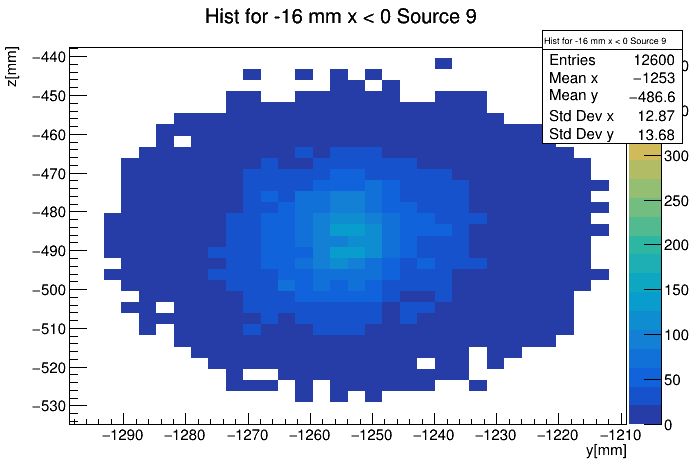 Hist for -16 mm x < 0 Source 9
Hist for -16 mm x < 0 Source 9
Entries 12600
Mean x −1253
Mean y −486.6
Std Dev x 12.87
Std Dev y 13.68
z[mm]
−440
−450
−460
−470
−480
−490
−500
−510
−520
−530
−1290 −1280 −1270 −1260 −1250 −1240 −1230 −1220 −1210
y[mm]
300
250
200
150
100
50
0